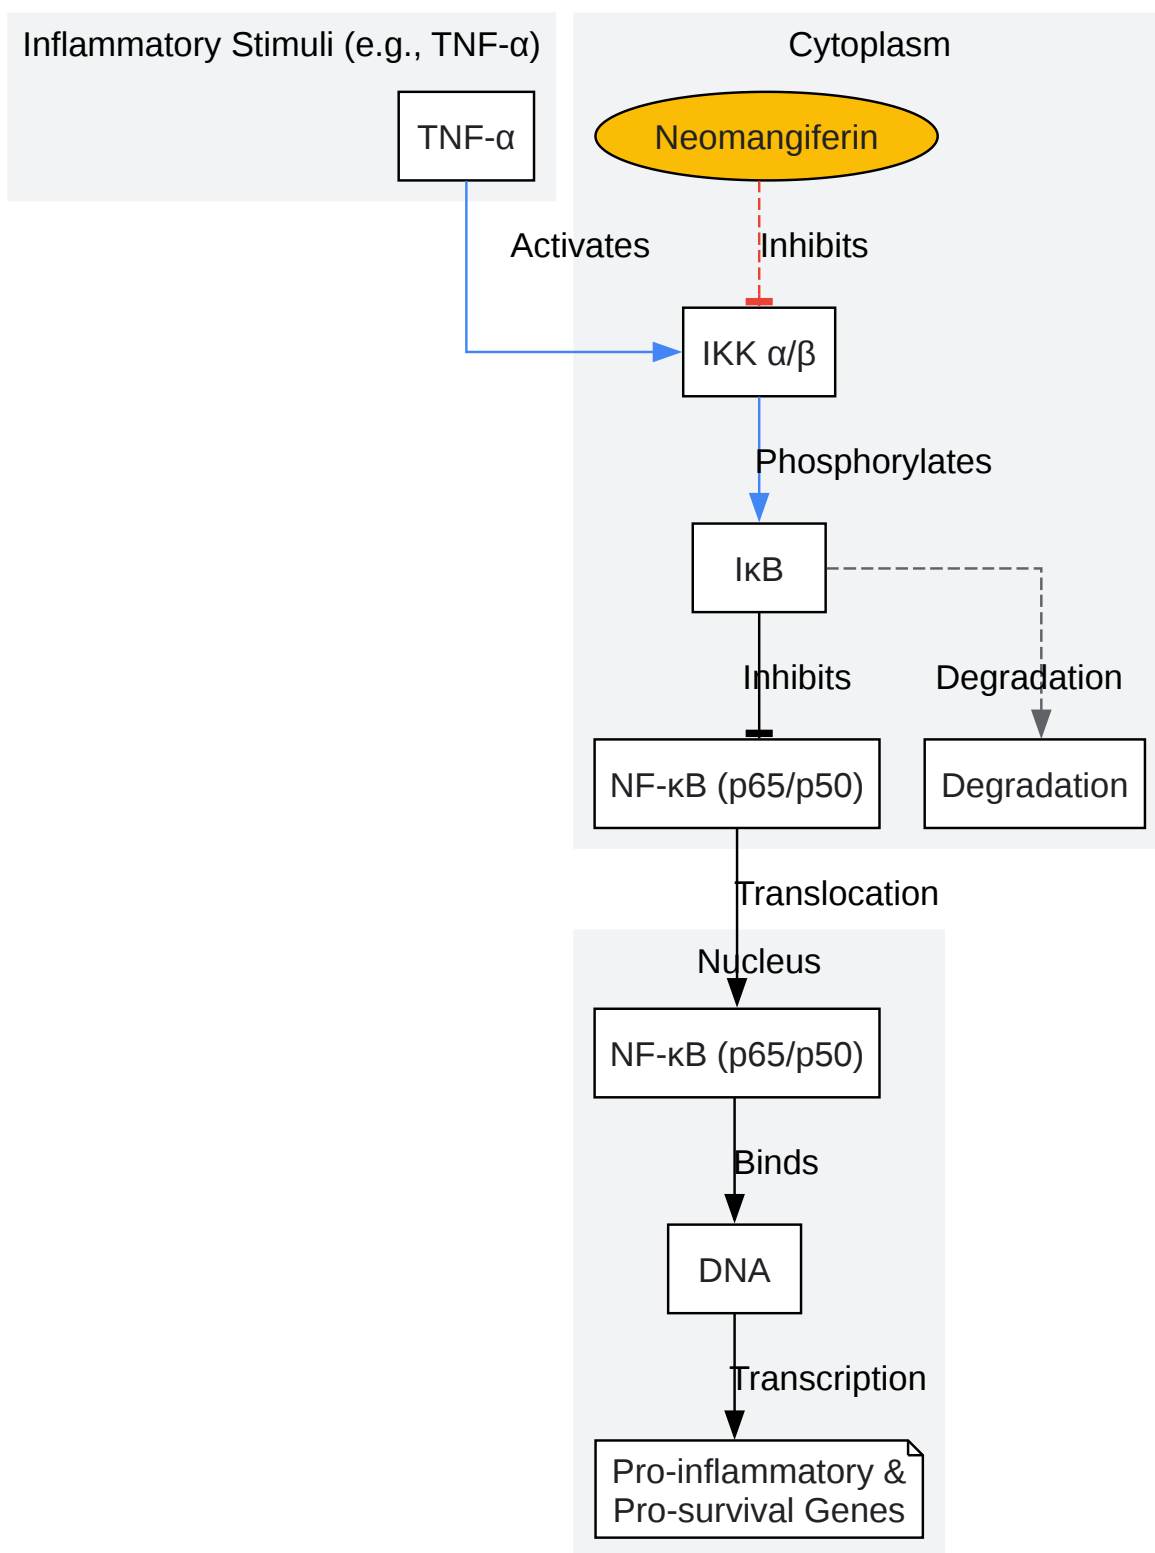 Inflammatory Stimuli (e.g., TNF-α)
Cytoplasm
TNF-α
Neomangiferin
Activates
Inhibits
IKK α/β
Phosphorylates
IκB
Inhibits
Degradation
NF-κB (p65/p50)
Degradation
Translocation
Nucleus
NF-κB (p65/p50)
Binds
DNA
Transcription
Pro-inflammatory &
Pro-survival Genes